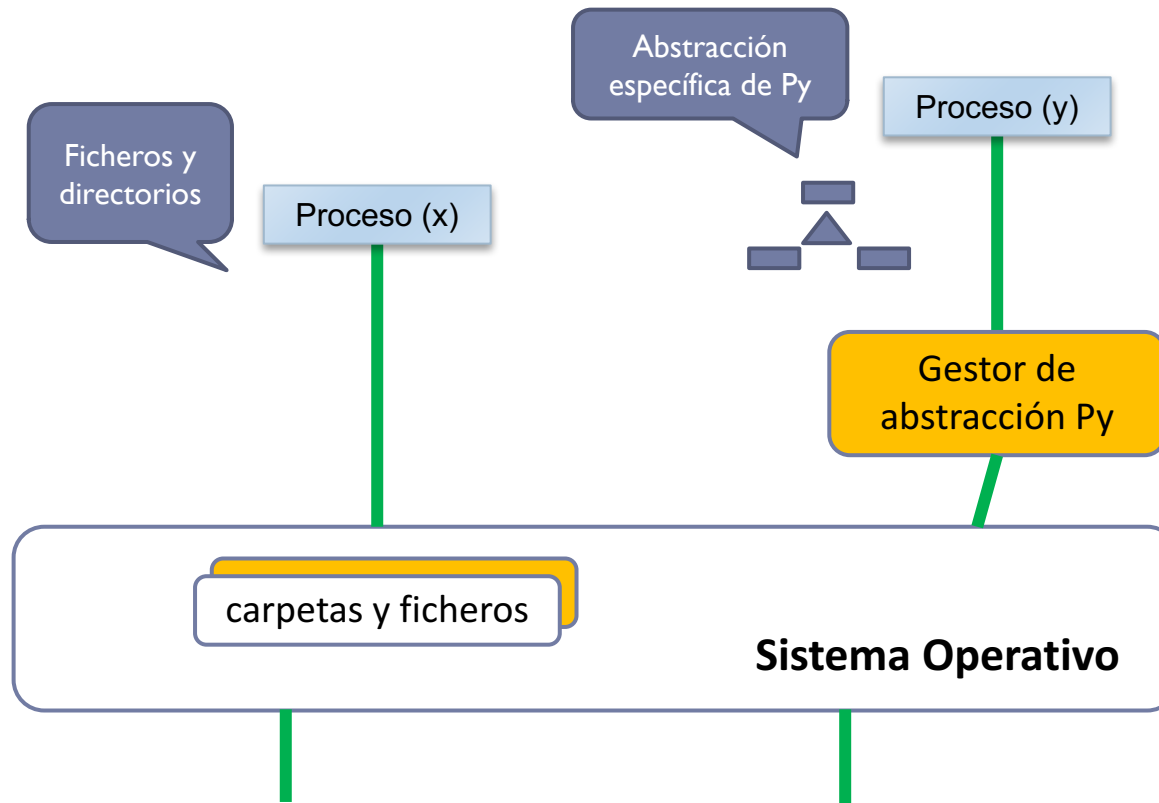 Abstracción
específica de Py
Proceso (y)
Ficheros y
directorios
Proceso (x)
Gestor de
abstracción Py
carpetas y ficheros
Sistema Operativo